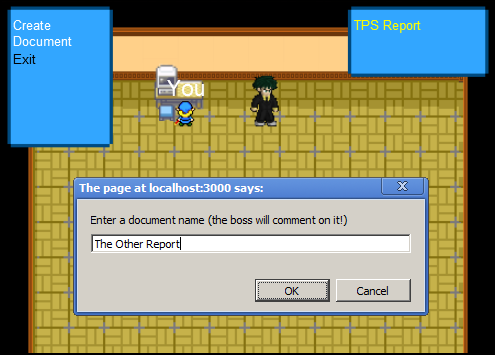 Create
Document
Exit
TPS Report
You
The page at localhost:3000 says:
Enter a document name (the boss will comment on it!)
The Other Report
OK
Cancel